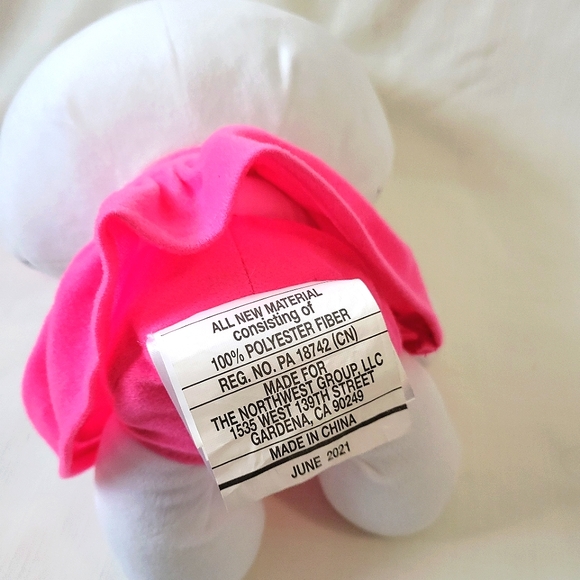 ALL NEW MATERIAL
consisting of
100% POLYESTER FIBER
REG. NO. PA 18742 (CN)
MADE FOR
THE NORTHWEST GROUP, LLC
1535 WEST 139TH STREET
GARDENA, CA 90249
MADE IN CHINA
JUNE 2021